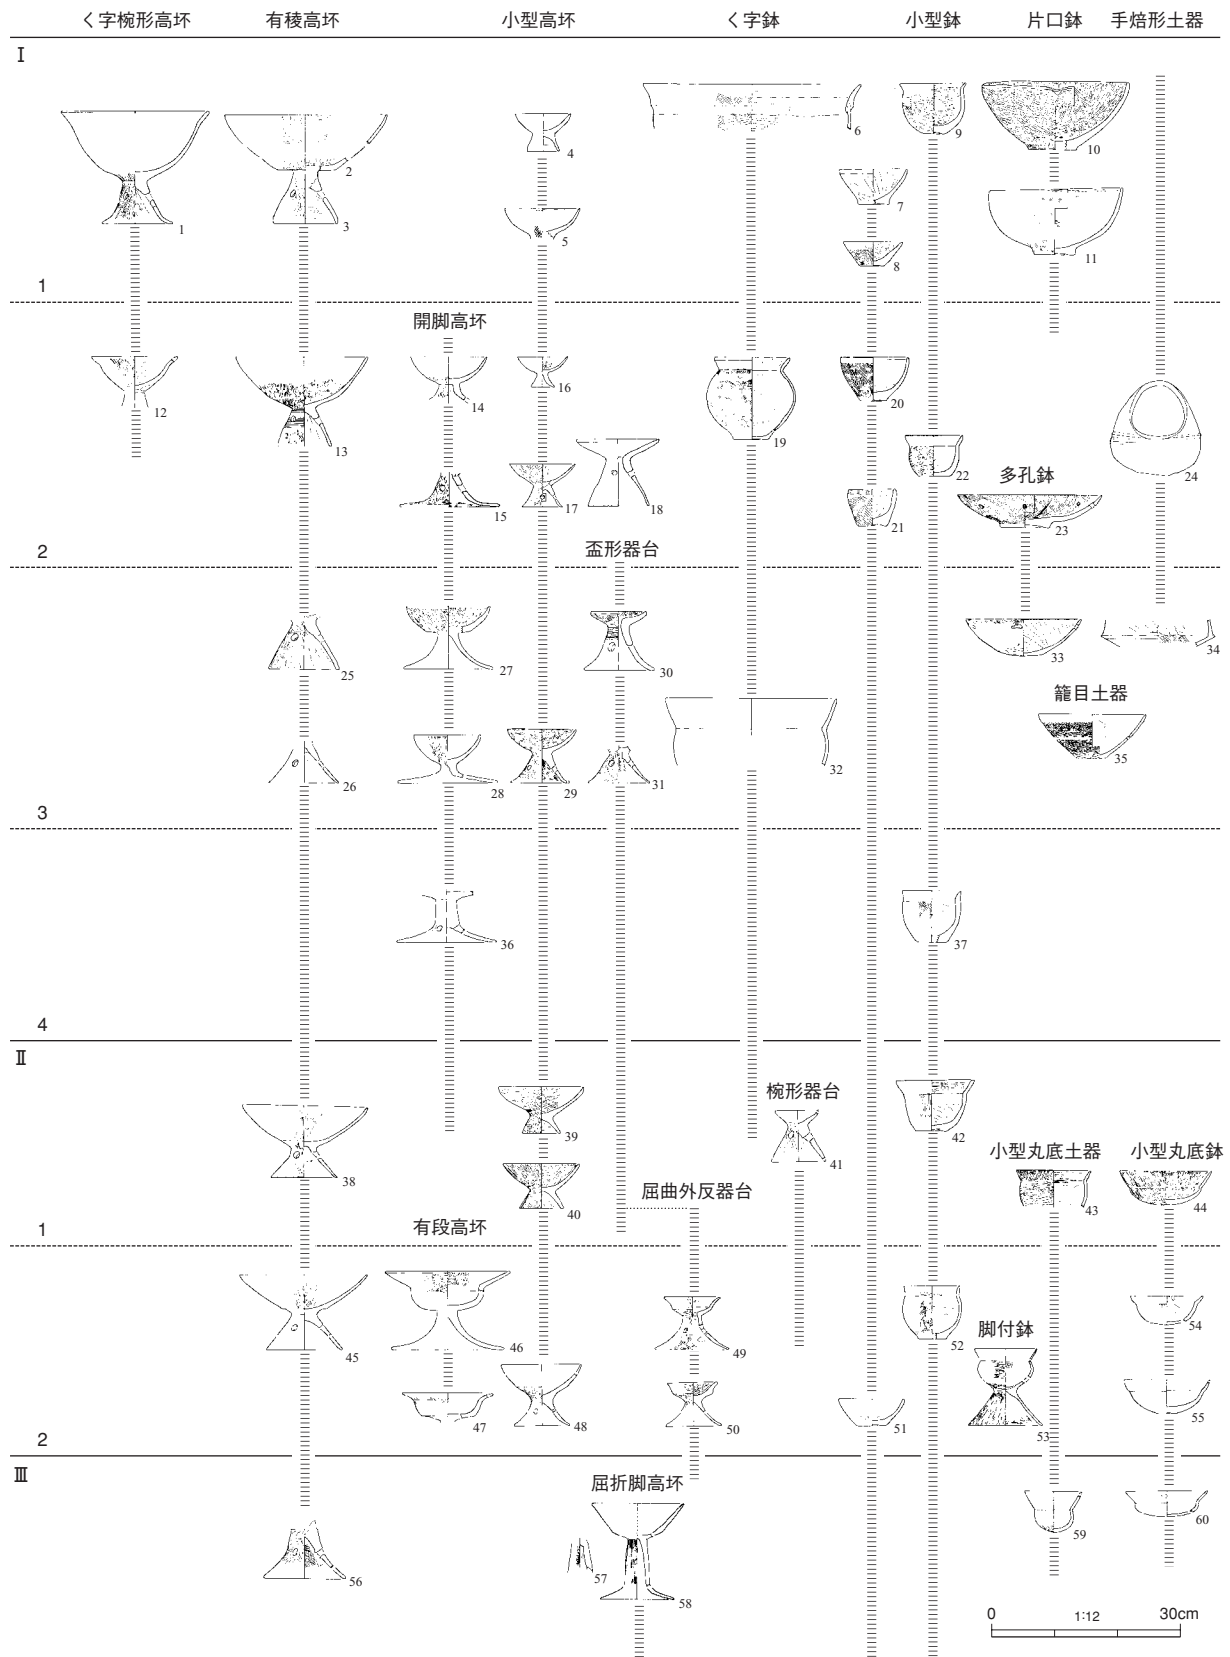 く字椀形高坏 有稜高坏 小型高坏 く字鉢 小型鉢 片口鉢 手焙形土器
Ⅰ
1 2 3 4 5 6 7 8 9 10 11
1
開脚高坏
12 13 14 15 16 17 18 19 20 21 22 23 24
多孔鉢
盃形器台
2
25 26 27 28 29 30 31 32 33 34 35
籠目土器
3
36 37
4
Ⅱ
椀形器台
38 39 40 41 42 43 44
小型丸底土器 小型丸底鉢
屈曲外反器台
有段高坏
1
45 46 47 48 49 50 51 52 53 54 55
脚付鉢
2
Ⅲ
屈折脚高坏
56 57 58 59 60
0 1:12 30cm